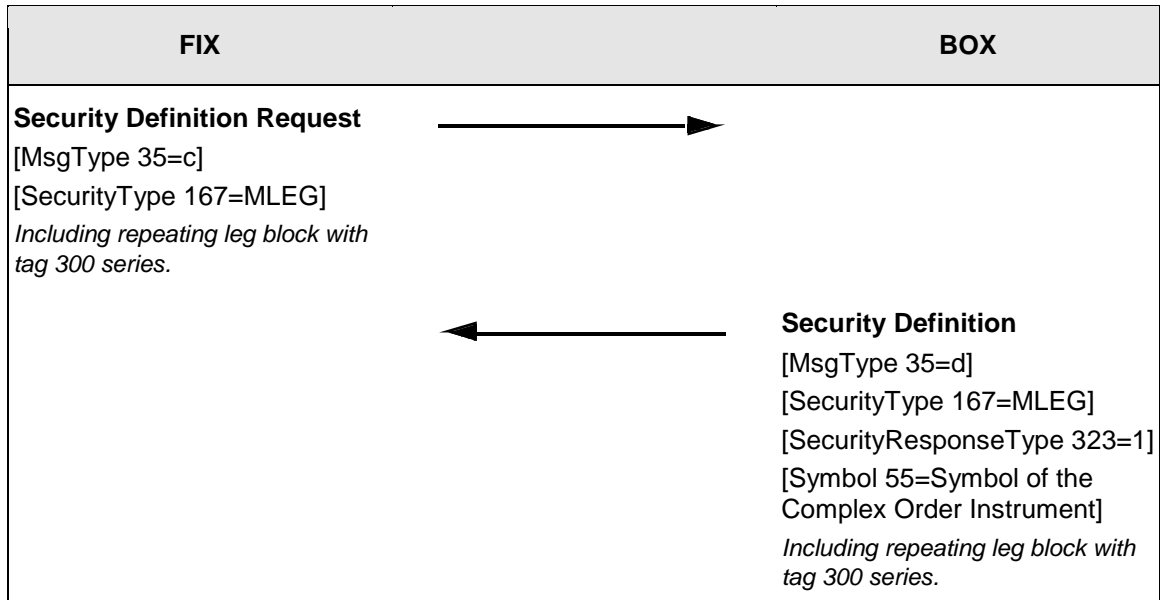 FIX
BOX
Security Definition Request
[MsgType 35=c]
[SecurityType 167=MLEG]
Including repeating leg block with
tag 300 series.
Security Definition
[MsgType 35=d]
[SecurityType 167=MLEG]
[SecurityResponseType 323=1]
[Symbol 55=Symbol of the
Complex Order Instrument]
Including repeating leg block with
tag 300 series.